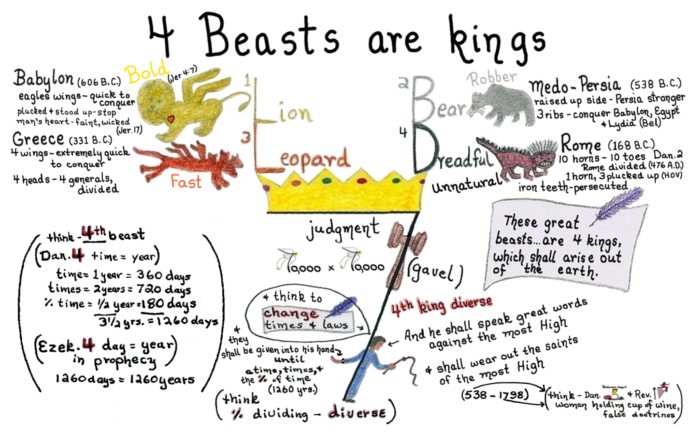 4 Beasts are kings
Babylon (606 B.C.)
eagles wings - quick to
conquer
plucked & stood up - stop
man's heart - faint, wicked
(Jer. 17)
Bold
(Jer 4:7)
Greece (331 B.C.)
4 wings - extremely quick
to conquer
4 heads - 4 generals,
divided
Fast
1
Lion
3
Leopard
2
Bear
4
Dreadful
unnatural
Robber
Medo-Persia (538 B.C.)
raised up side - Persia stronger
3 ribs - conquer Babylon, Egypt
& Lydia (Bel)
Rome (168 B.C.)
10 horns - 10 toes Dan. 2
Rome divided (476 A.D.)
1 horn, 3 plucked up (HOV)
iron teeth - persecuted
These great
beasts...are 4 kings,
which shall arise out
of the earth.
judgment
10,000 x 10,000
(gavel)
think - 4th beast
(Dan. 4 time = year)
time = 1 year = 360 days
times = 2 years = 720 days
% time = 1/2 year = 180 days
3 1/2 yrs. = 1260 days
(Ezek. 4 day = year)
in prophecy
1260 days = 1260 years
& think to
change
times & laws
& they
shall be given into his hand
until
a time, times, &
the % of time
(1260 yrs.)
(think
% dividing - diverse)
4th king diverse
And he shall speak great words
against the most High
& shall wear out the saints
of the most High
(538 - 1798)
(think - Dan. & Rev.
woman holding cup of wine,
false doctrines)